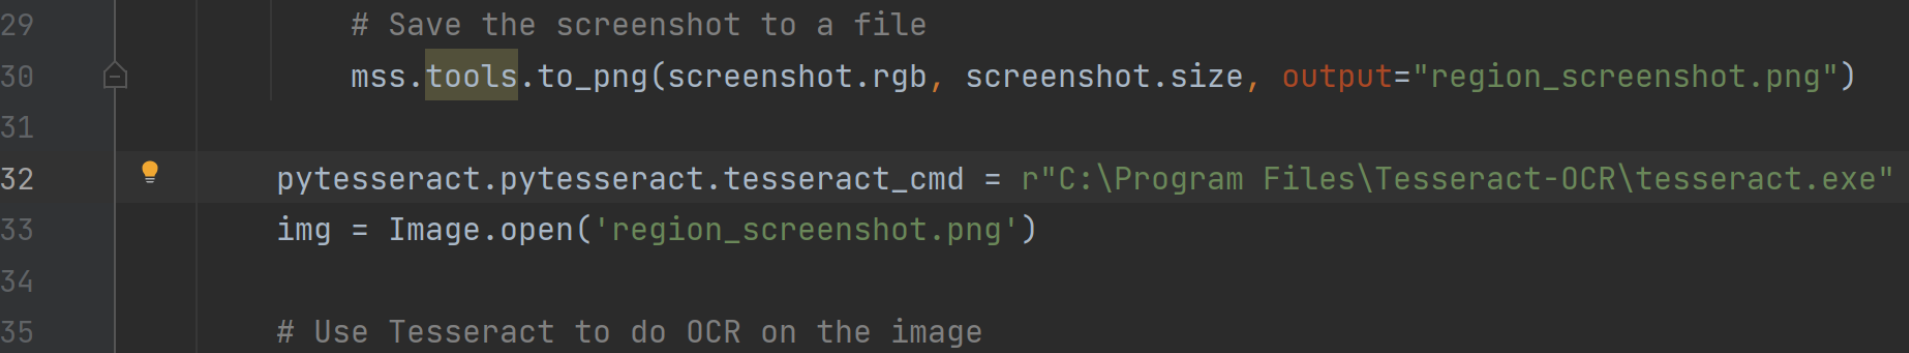 29 # Save the screenshot to a file
30 mss.tools.to_png(screenshot.rgb, screenshot.size, output="region_screenshot.png")
31
32 pytesseract.pytesseract.tesseract_cmd = r"C:\Program Files\Tesseract-OCR\tesseract.exe"
33 img = Image.open('region_screenshot.png')
34
35 # Use Tesseract to do OCR on the image